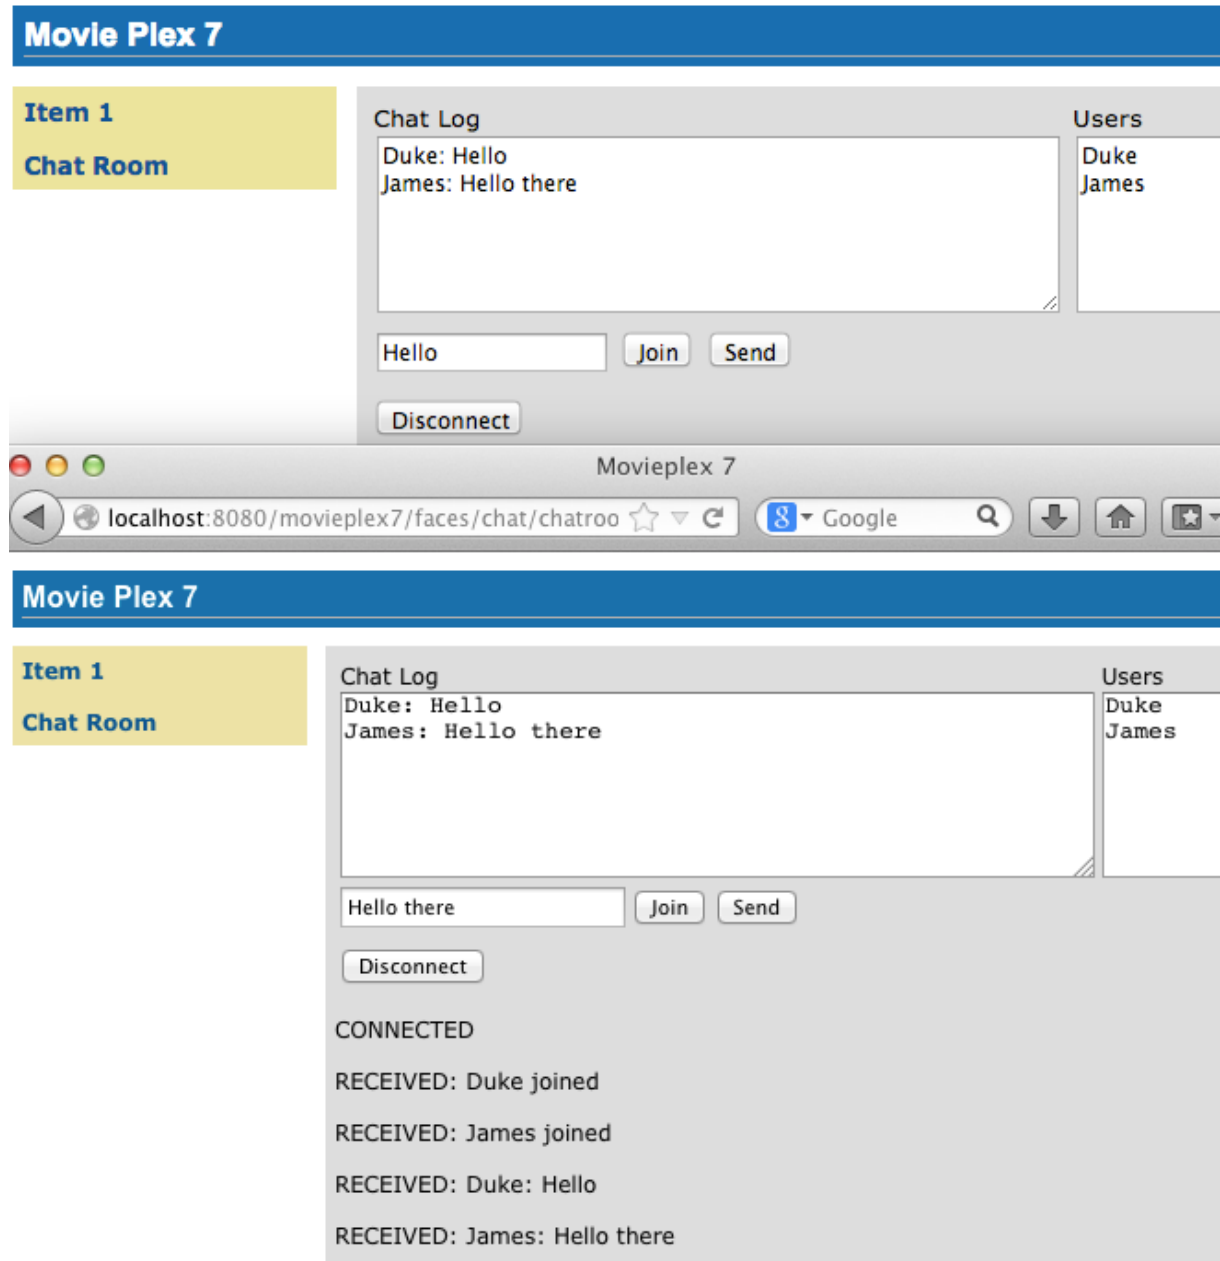 Movie Plex 7
Item 1
Chat Room
Chat Log
Users
Duke: Hello
James: Hello there
Duke
James
Hello
Join
Send
Disconnect
Movieplex 7
localhost:8080/movieplex7/faces/chat/chatroo
8
Google
Movie Plex 7
Item 1
Chat Room
Chat Log
Users
Duke: Hello
James: Hello there
Duke
James
Hello there
Join
Send
Disconnect
CONNECTED
RECEIVED: Duke joined
RECEIVED: James joined
RECEIVED: Duke: Hello
RECEIVED: James: Hello there